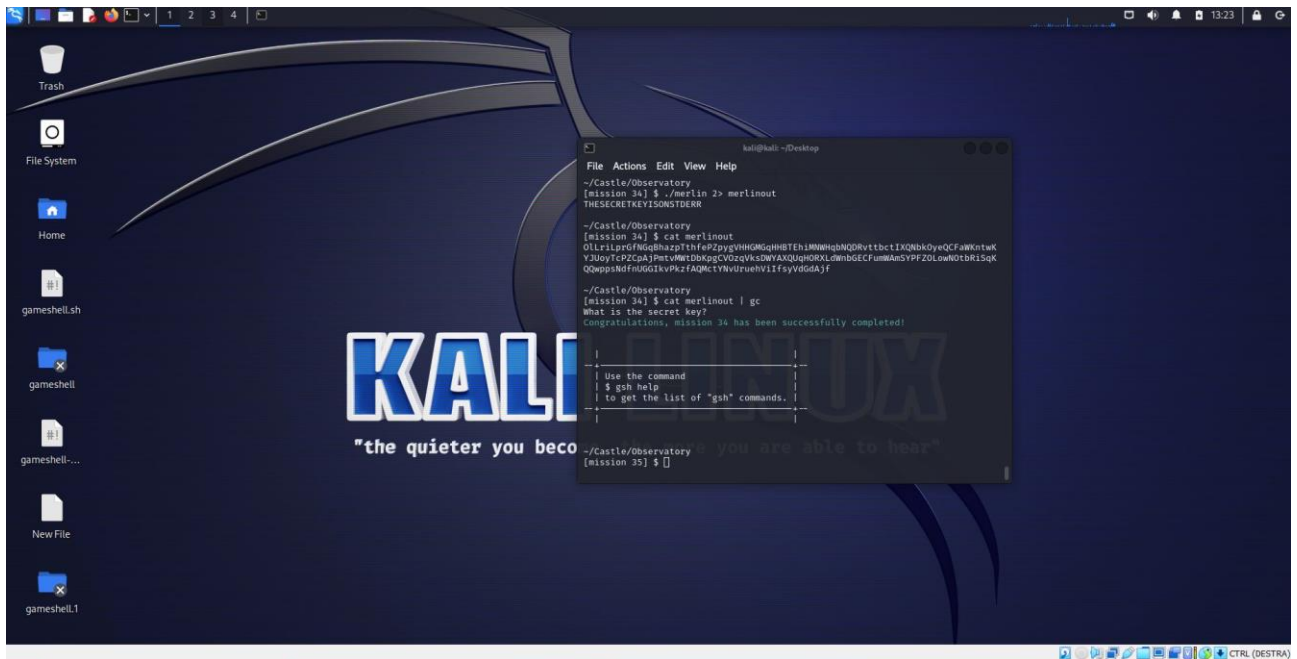 1 2 3 4
13:23
Trash
File System
Home
gameshell.sh
gameshell
gameshell-...
New File
gameshell.1
kali@kali: ~/Desktop
File Actions Edit View Help
~/Castle/Observatory
[mission 34] $ ./merlin 2> merlinout
THESECRETKEYISONSTDERR
~/Castle/Observatory
[mission 34] $ cat merlinout
~/Castle/Observatory
[mission 34] $ cat merlinout | gc
What is the secret key?
Congratulations, mission 34 has been successfully completed!
Use the command
$ gsh help
to get the list of "gsh" commands.
~/Castle/Observatory
[mission 35] $
KALI LINUX
"the quieter you become, the more you are able to hear"
CTRL (DESTRA)